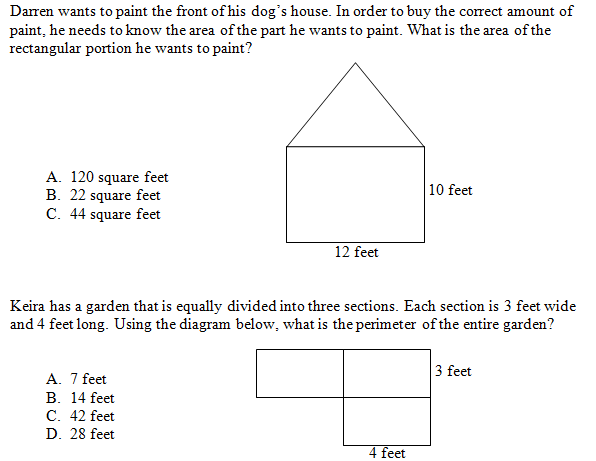 Darren wants to paint the front of his dog's house. In order to buy the correct amount of
paint, he needs to know the area of the part he wants to paint. What is the area of the
rectangular portion he wants to paint?
A. 120 square feet
B. 22 square feet
C. 44 square feet
10 feet
12 feet
Keira has a garden that is equally divided into three sections. Each section is 3 feet wide
and 4 feet long. Using the diagram below, what is the perimeter of the entire garden?
A. 7 feet
B. 14 feet
C. 42 feet
D. 28 feet
3 feet
4 feet